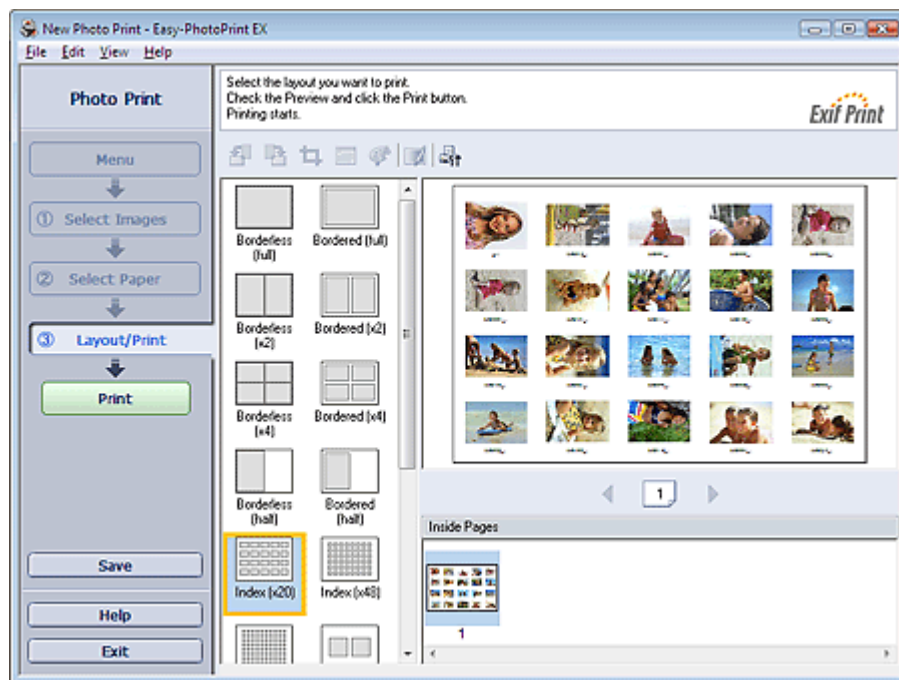 New Photo Print - Easy-PhotoPrint EX
File Edit View Help
Photo Print
Select the layout you want to print.
Check the Preview and click the Print button.
Printing starts.
Exif Print
Menu
① Select Images
② Select Paper
③ Layout/Print
Print
Save
Help
Exit
Borderless
(full)
Bordered (full)
Borderless
(x2)
Bordered (x2)
Borderless
(x4)
Bordered (x4)
Borderless
(half)
Bordered
(half)
Index (x20)
Index (x48)
1
Inside Pages
1